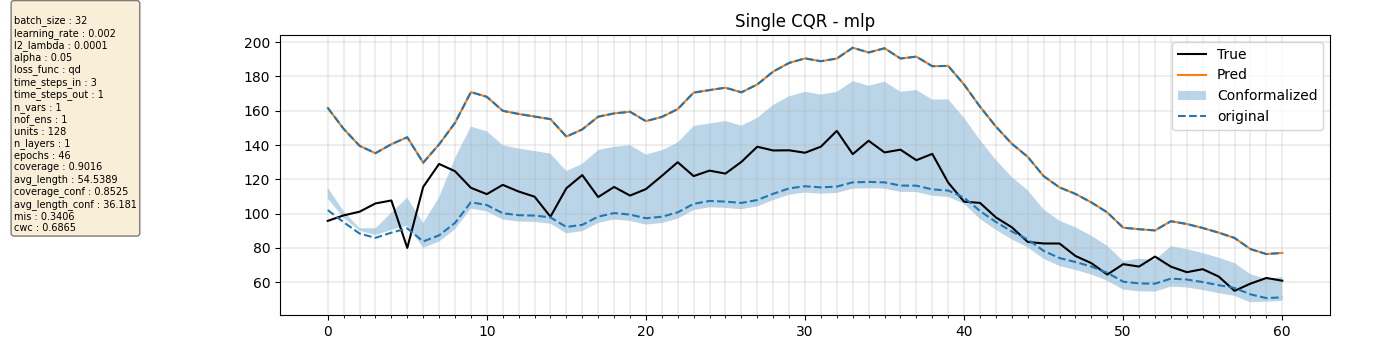 batch_size : 32
learning_rate : 0.002
l2_lambda : 0.0001
alpha : 0.05
loss_func : qd
time_steps_in : 3
time_steps_out : 1
n_vars : 1
nof_ens : 1
units : 128
n_layers : 1
epochs : 46
coverage : 0.9016
avg_length : 54.5389
coverage_conf : 0.8525
avg_length_conf : 36.181
mis : 0.3406
cwc : 0.6865
Single CQR - mlp
200
180
160
140
120
100
80
60
0 10 20 30 40 50 60
True
Pred
Conformalized
original